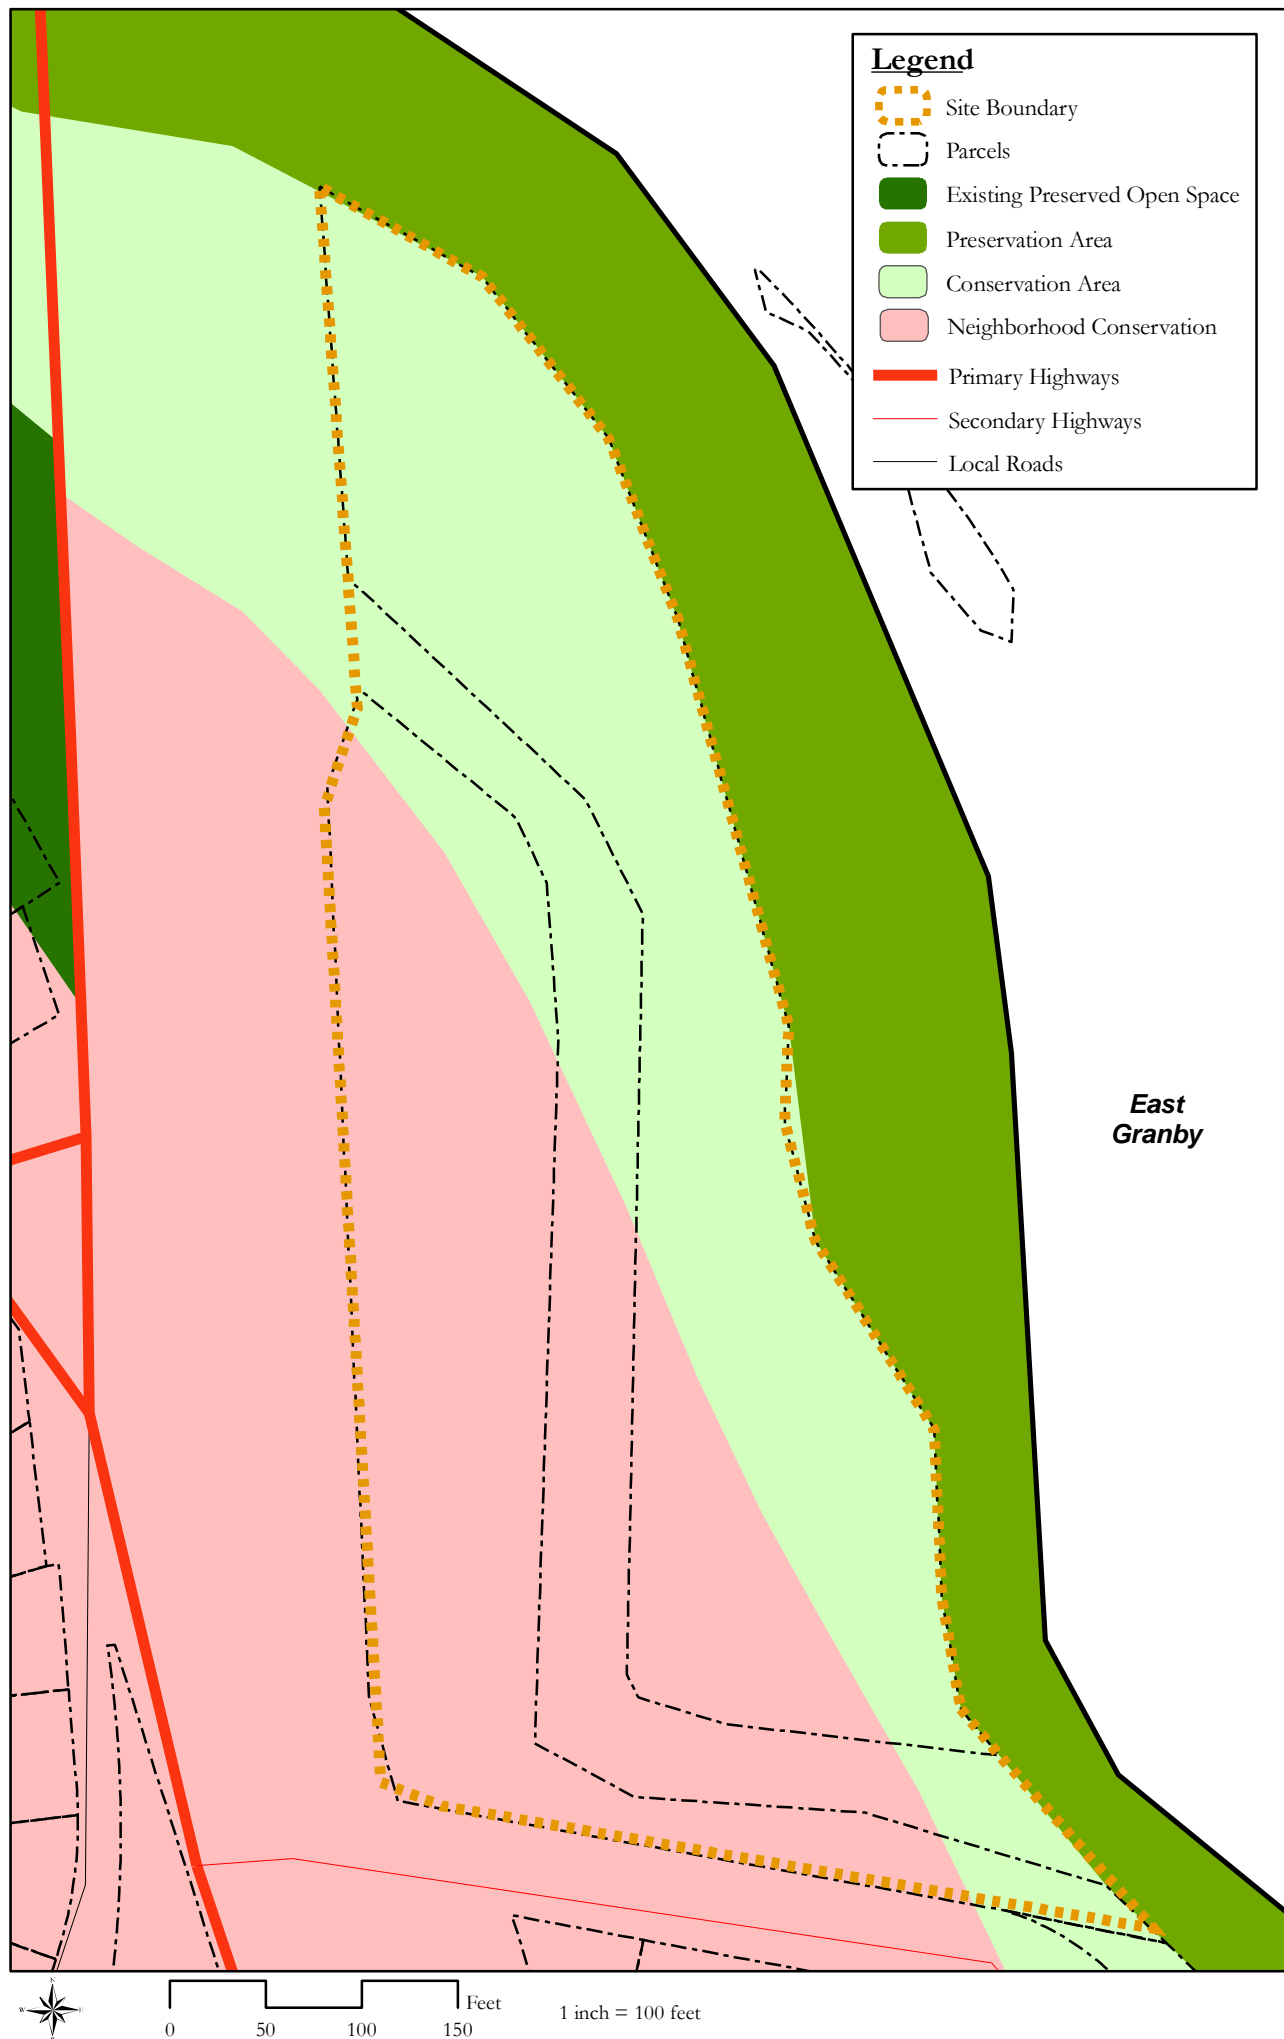 Legend
Site Boundary
Parcels
Existing Preserved Open Space
Preservation Area
Conservation Area
Neighborhood Conservation
Primary Highways
Secondary Highways
Local Roads
East
Granby
N
W
E
S
Feet
0
50
100
150
1 inch = 100 feet